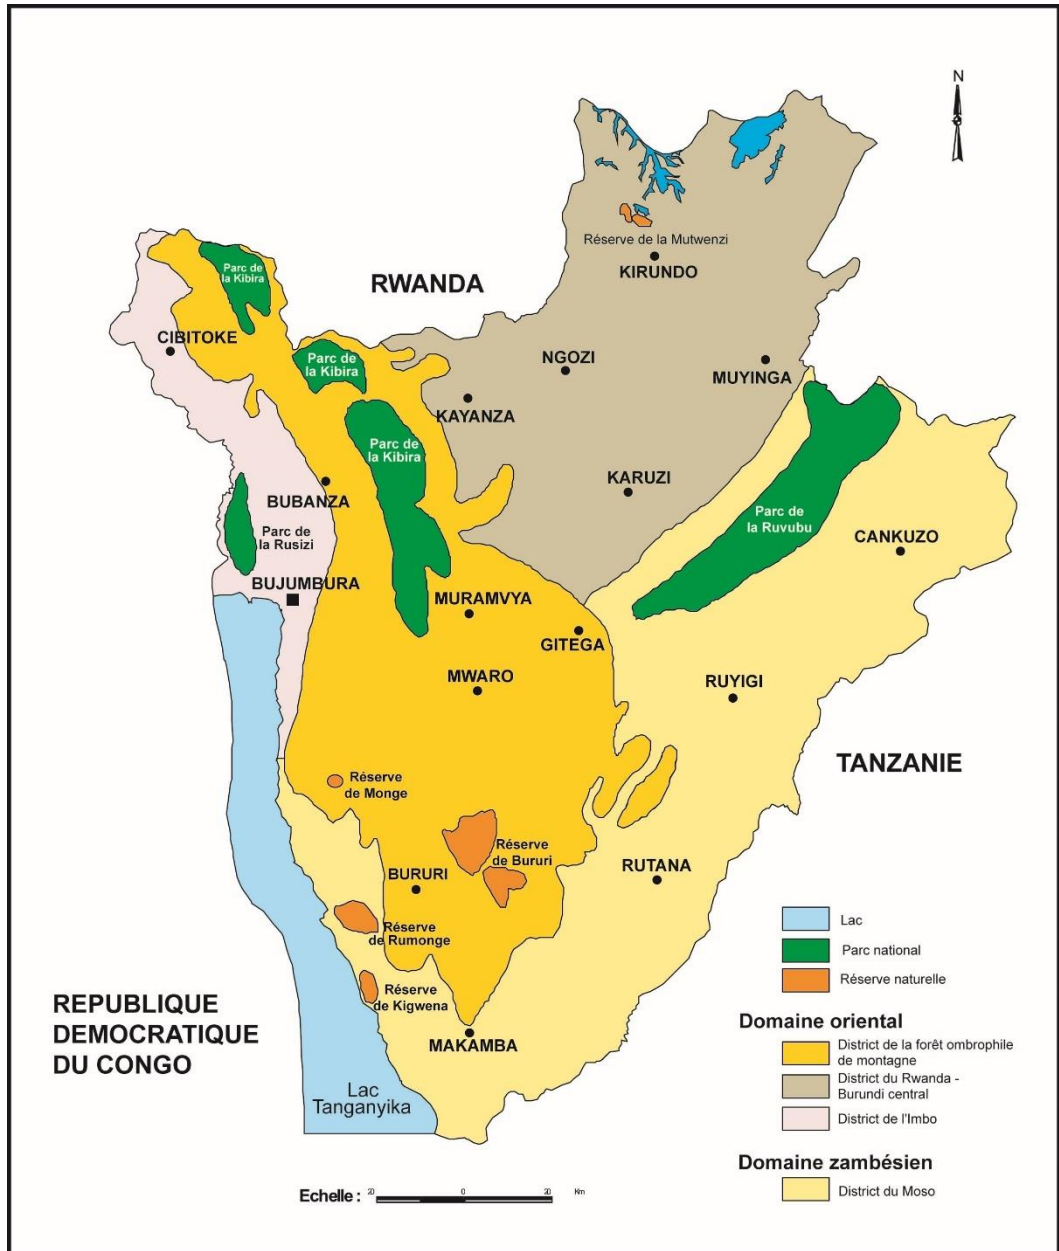 N
Réserve de la Mutwenzi
KIRUNDO
RWANDA
Parc de
la Kibira
CIBITOKE
Parc de
la Kibira
NGOZI
MUYINGA
KAYANZA
Parc de
la Kibira
KARUZI
BUBANZA
Parc de
la Ruvubu
Parc de
la Rusizi
CANKUZO
BUJUMBURA
MURAMVYA
GITEGA
MWARO
RUYIGI
TANZANIE
Réserve
de Monge
Réserve
de Bururi
BURURI
RUTANA
Réserve
de Rumonge
Réserve
de Kigwena
REPUBLIQUE
DEMOCRATIQUE
DU CONGO
MAKAMBA
Lac
Tanganyika
Lac
Parc national
Réserve naturelle
Domaine oriental
District de la forêt ombrophile
de montagne
District du Rwanda -
Burundi central
District de l'Imbo
Domaine zambésien
District du Moso
Echelle : 20 0 20 Km